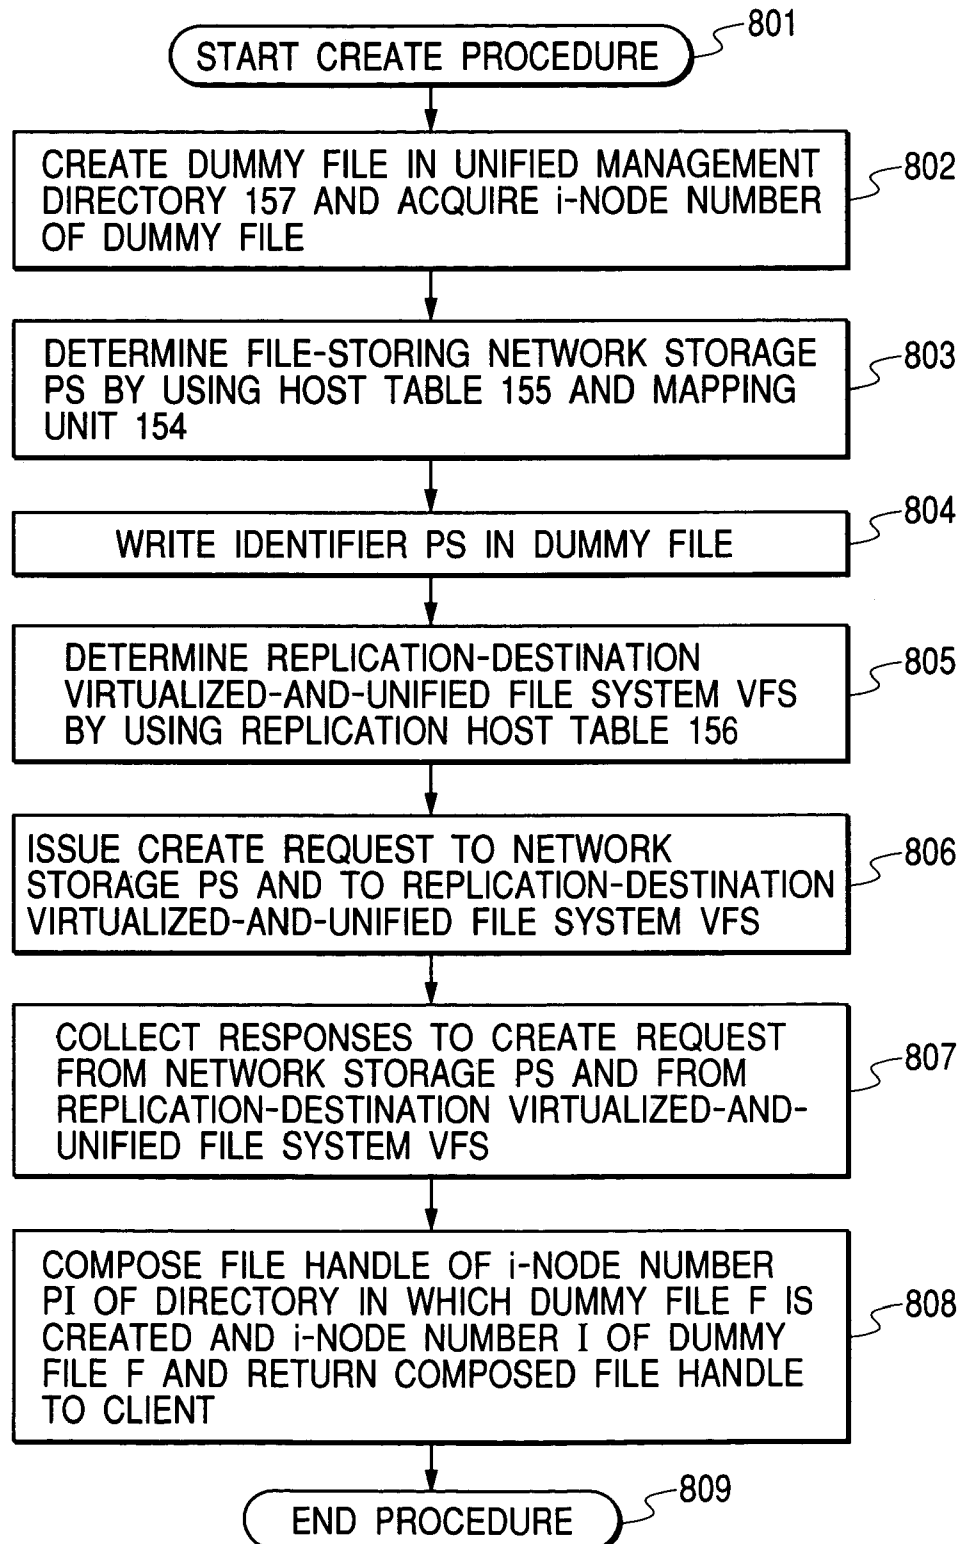 801
START CREATE PROCEDURE
802
CREATE DUMMY FILE IN UNIFIED MANAGEMENT
DIRECTORY 157 AND ACQUIRE i-NODE NUMBER
OF DUMMY FILE
803
DETERMINE FILE-STORING NETWORK STORAGE
PS BY USING HOST TABLE 155 AND MAPPING
UNIT 154
804
WRITE IDENTIFIER PS IN DUMMY FILE
805
DETERMINE REPLICATION-DESTINATION
VIRTUALIZED-AND-UNIFIED FILE SYSTEM VFS
BY USING REPLICATION HOST TABLE 156
806
ISSUE CREATE REQUEST TO NETWORK
STORAGE PS AND TO REPLICATION-DESTINATION
VIRTUALIZED-AND-UNIFIED FILE SYSTEM VFS
807
COLLECT RESPONSES TO CREATE REQUEST
FROM NETWORK STORAGE PS AND FROM
REPLICATION-DESTINATION VIRTUALIZED-AND-
UNIFIED FILE SYSTEM VFS
808
COMPOSE FILE HANDLE OF i-NODE NUMBER
PI OF DIRECTORY IN WHICH DUMMY FILE F IS
CREATED AND i-NODE NUMBER I OF DUMMY
FILE F AND RETURN COMPOSED FILE HANDLE
TO CLIENT
809
END PROCEDURE